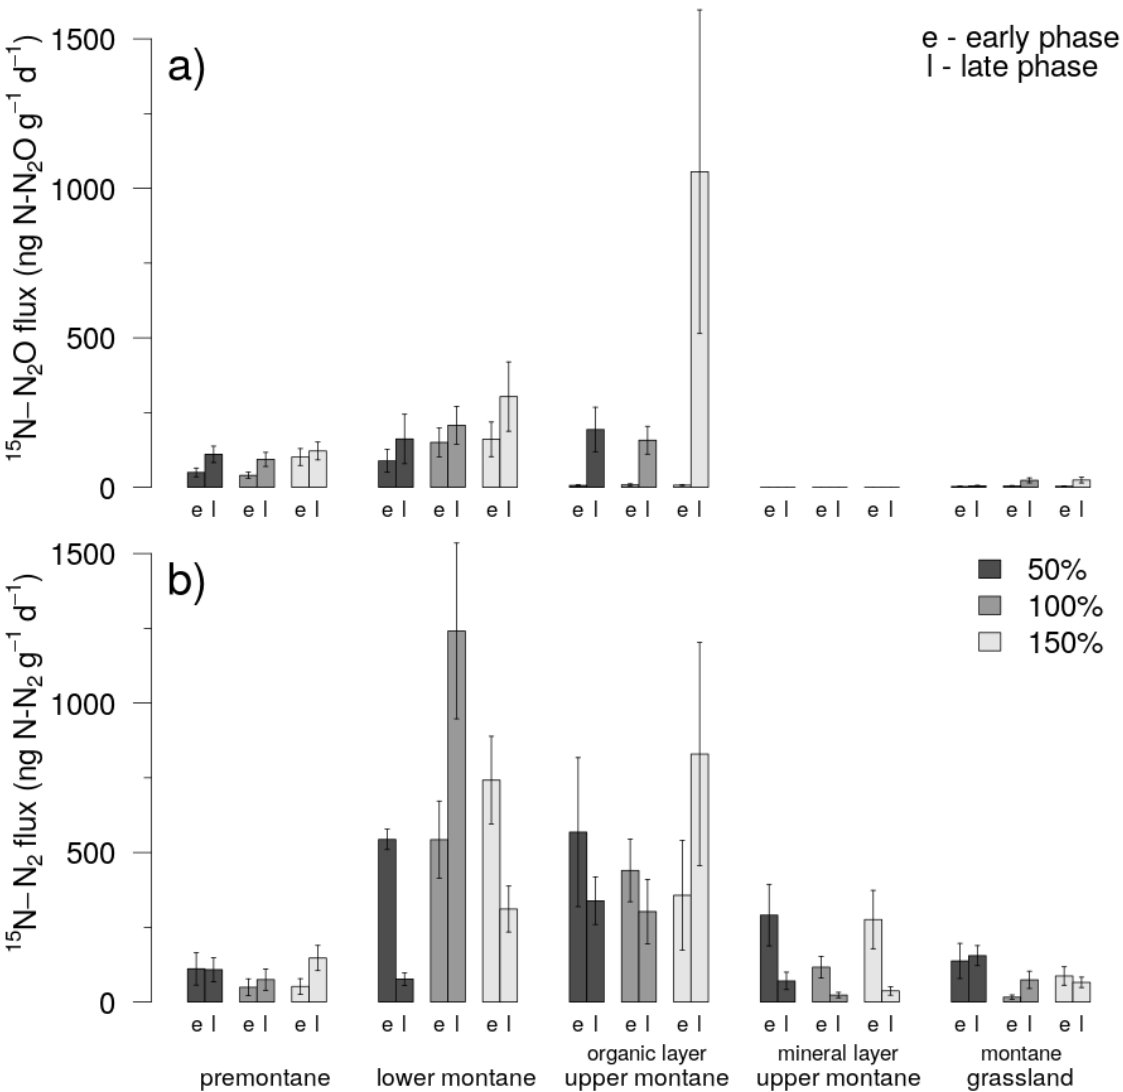 a)
e - early phase
l - late phase
¹⁵N–N₂O flux (ng N-N₂O g⁻¹ d⁻¹)
1500
1000
500
0
e l e l e l e l e l e l e l e l e l e l e l e l e l e l e l
b)
50%
100%
150%
¹⁵N–N₂ flux (ng N-N₂ g⁻¹ d⁻¹)
1500
1000
500
0
e l e l e l e l e l e l e l e l e l e l e l e l e l e l e l
premontane
lower montane
organic layer
upper montane
mineral layer
upper montane
montane
grassland